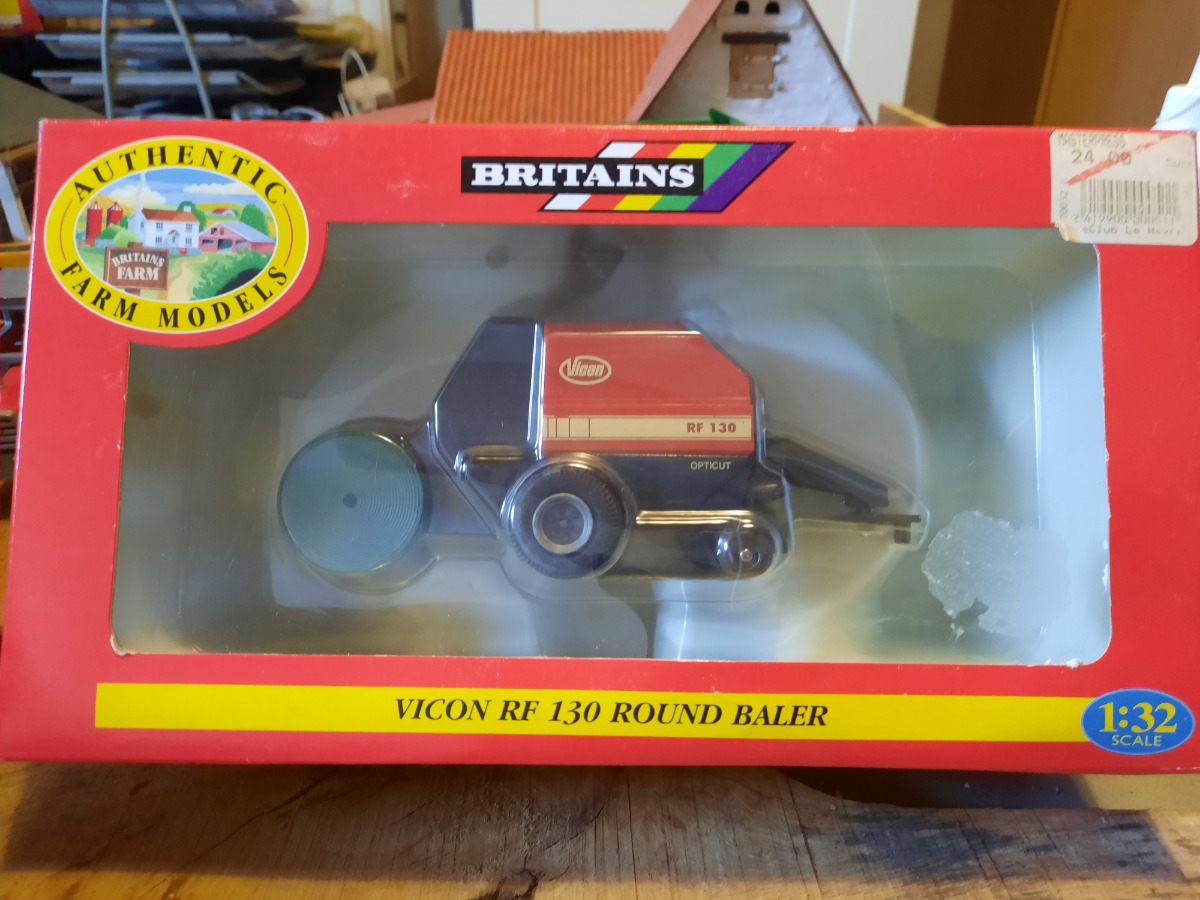 AUTHENTIC
FARM MODELS
BRITAINS
FARM
BRITAINS
MASTERPRESS
24.00
Vicon
RF 130
OPTICUT
VICON RF 130 ROUND BALER
1:32
SCALE